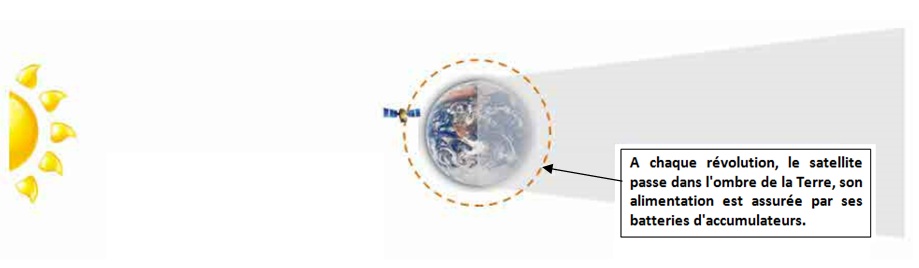 A chaque révolution, le satellite
passe dans l'ombre de la Terre, son
alimentation est assurée par ses
batteries d'accumulateurs.